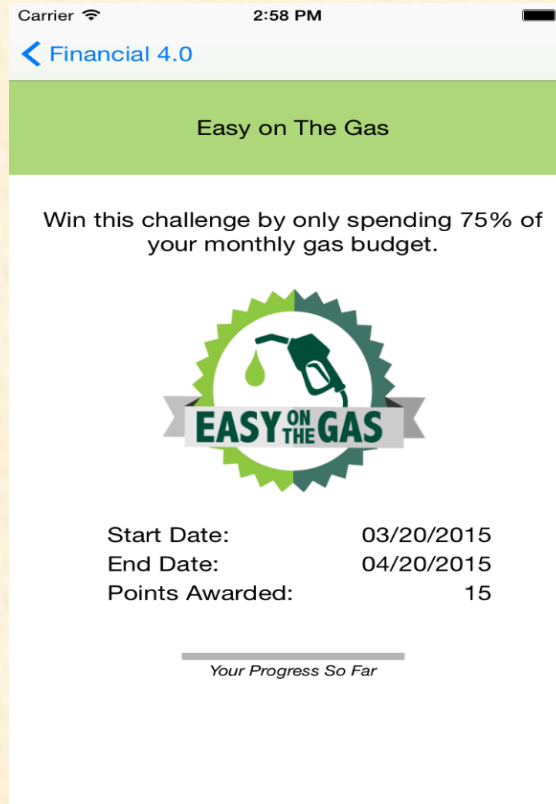 Carrier 2:58 PM
Financial 4.0
Easy on The Gas
Win this challenge by only spending 75% of
your monthly gas budget.
EASY ON THE GAS
Start Date: 03/20/2015
End Date: 04/20/2015
Points Awarded: 15
Your Progress So Far